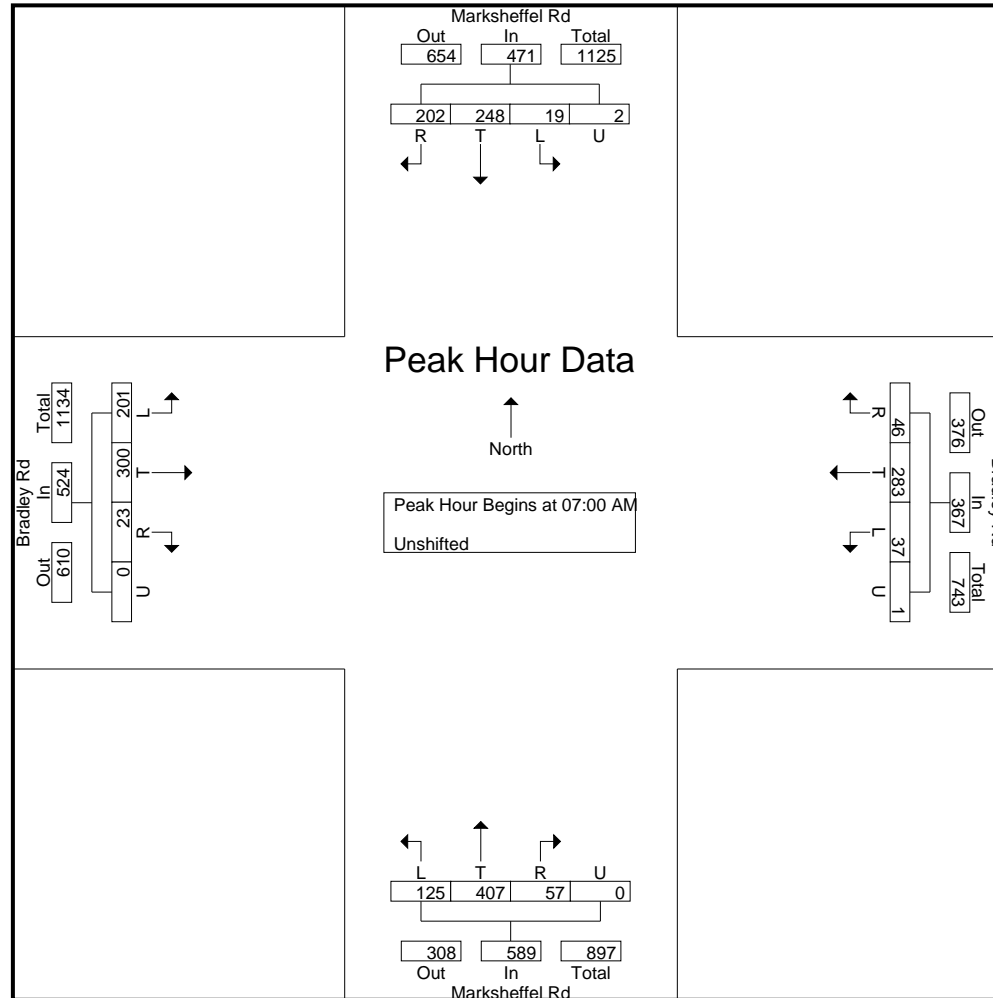 Marksheffel Rd
Out In Total
654 471 1125
202 248 19 2
R T L U
Peak Hour Data
North
Peak Hour Begins at 07:00 AM
Unshifted
Bradley Rd
Out In Total
610 524 1134
L T R U
201 300 23 0
Out In Total
376 367 743
R T L U
46 283 37 1
L T R U
125 407 57 0
308 589 897
Out In Total
Marksheffel Rd